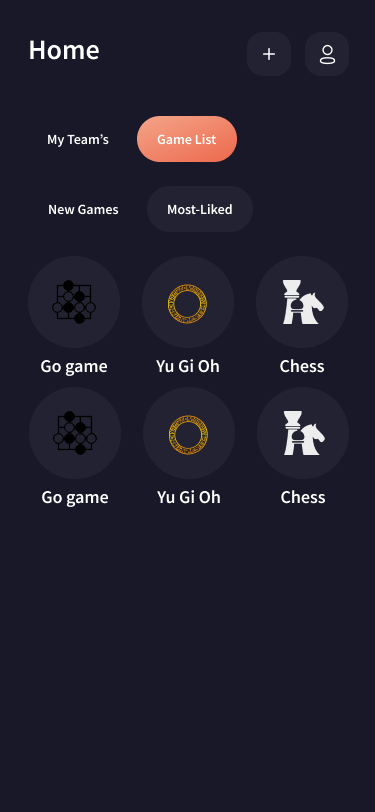 Home
My Team’s
Game List
New Games
Most-Liked
Go game
Yu Gi Oh
Chess
Go game
Yu Gi Oh
Chess